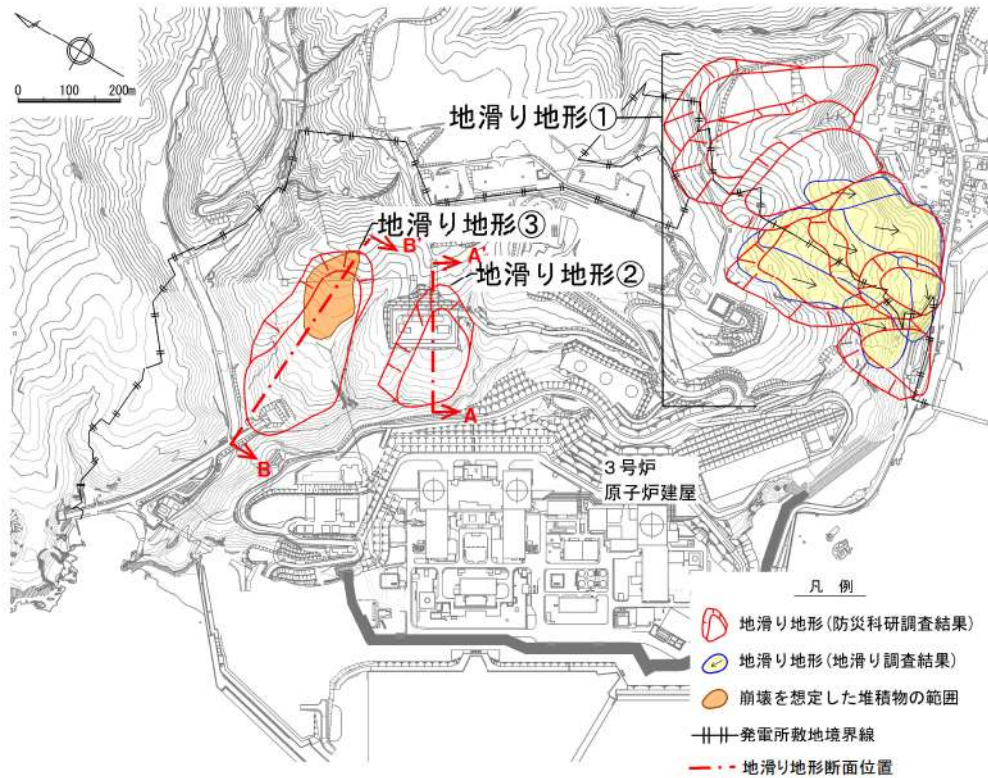 0 100 200m
地滑り地形①
地滑り地形③
B'
A'
地滑り地形②
A
B
3号炉
原子炉建屋
凡 例
地滑り地形(防災科研調査結果)
地滑り地形(地滑り調査結果)
崩壊を想定した堆積物の範囲
発電所敷地境界線
地滑り地形断面位置